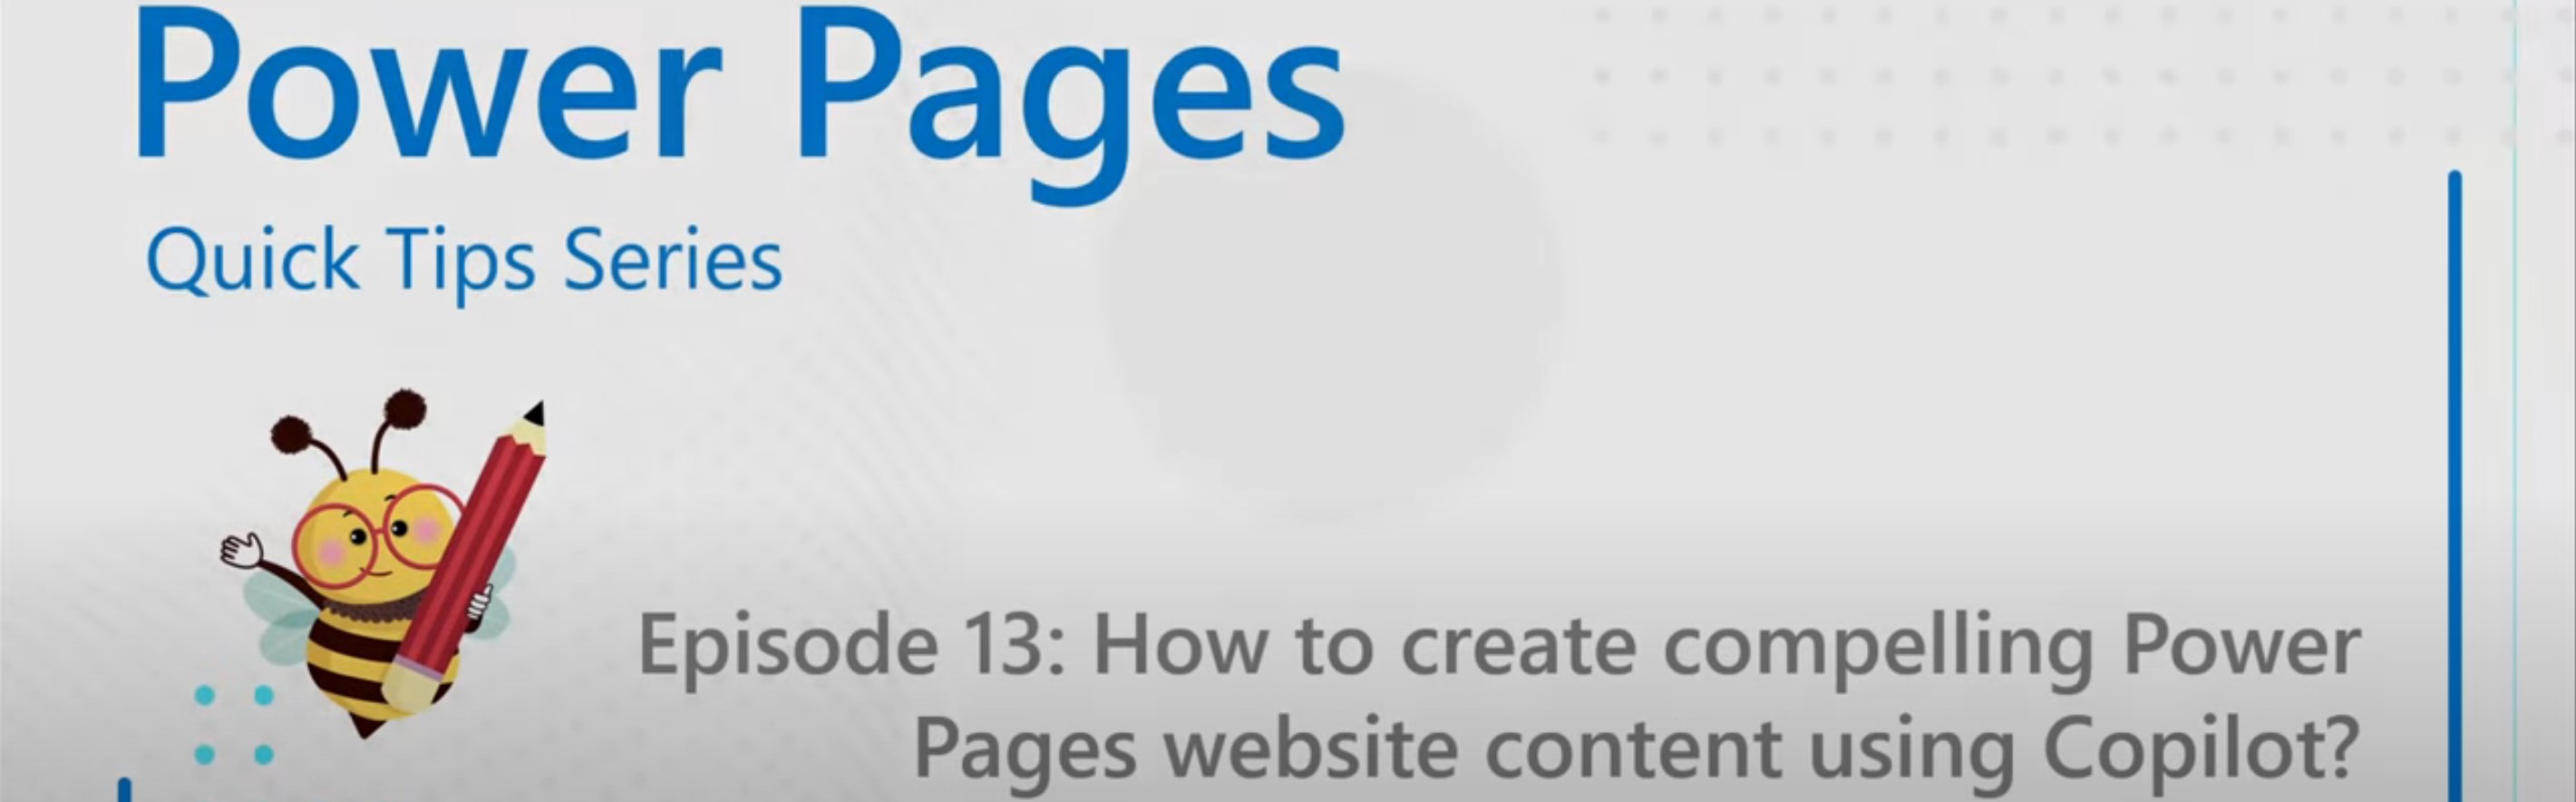 Power Pages
Quick Tips Series
Episode 13: How to create compelling Power
Pages website content using Copilot?